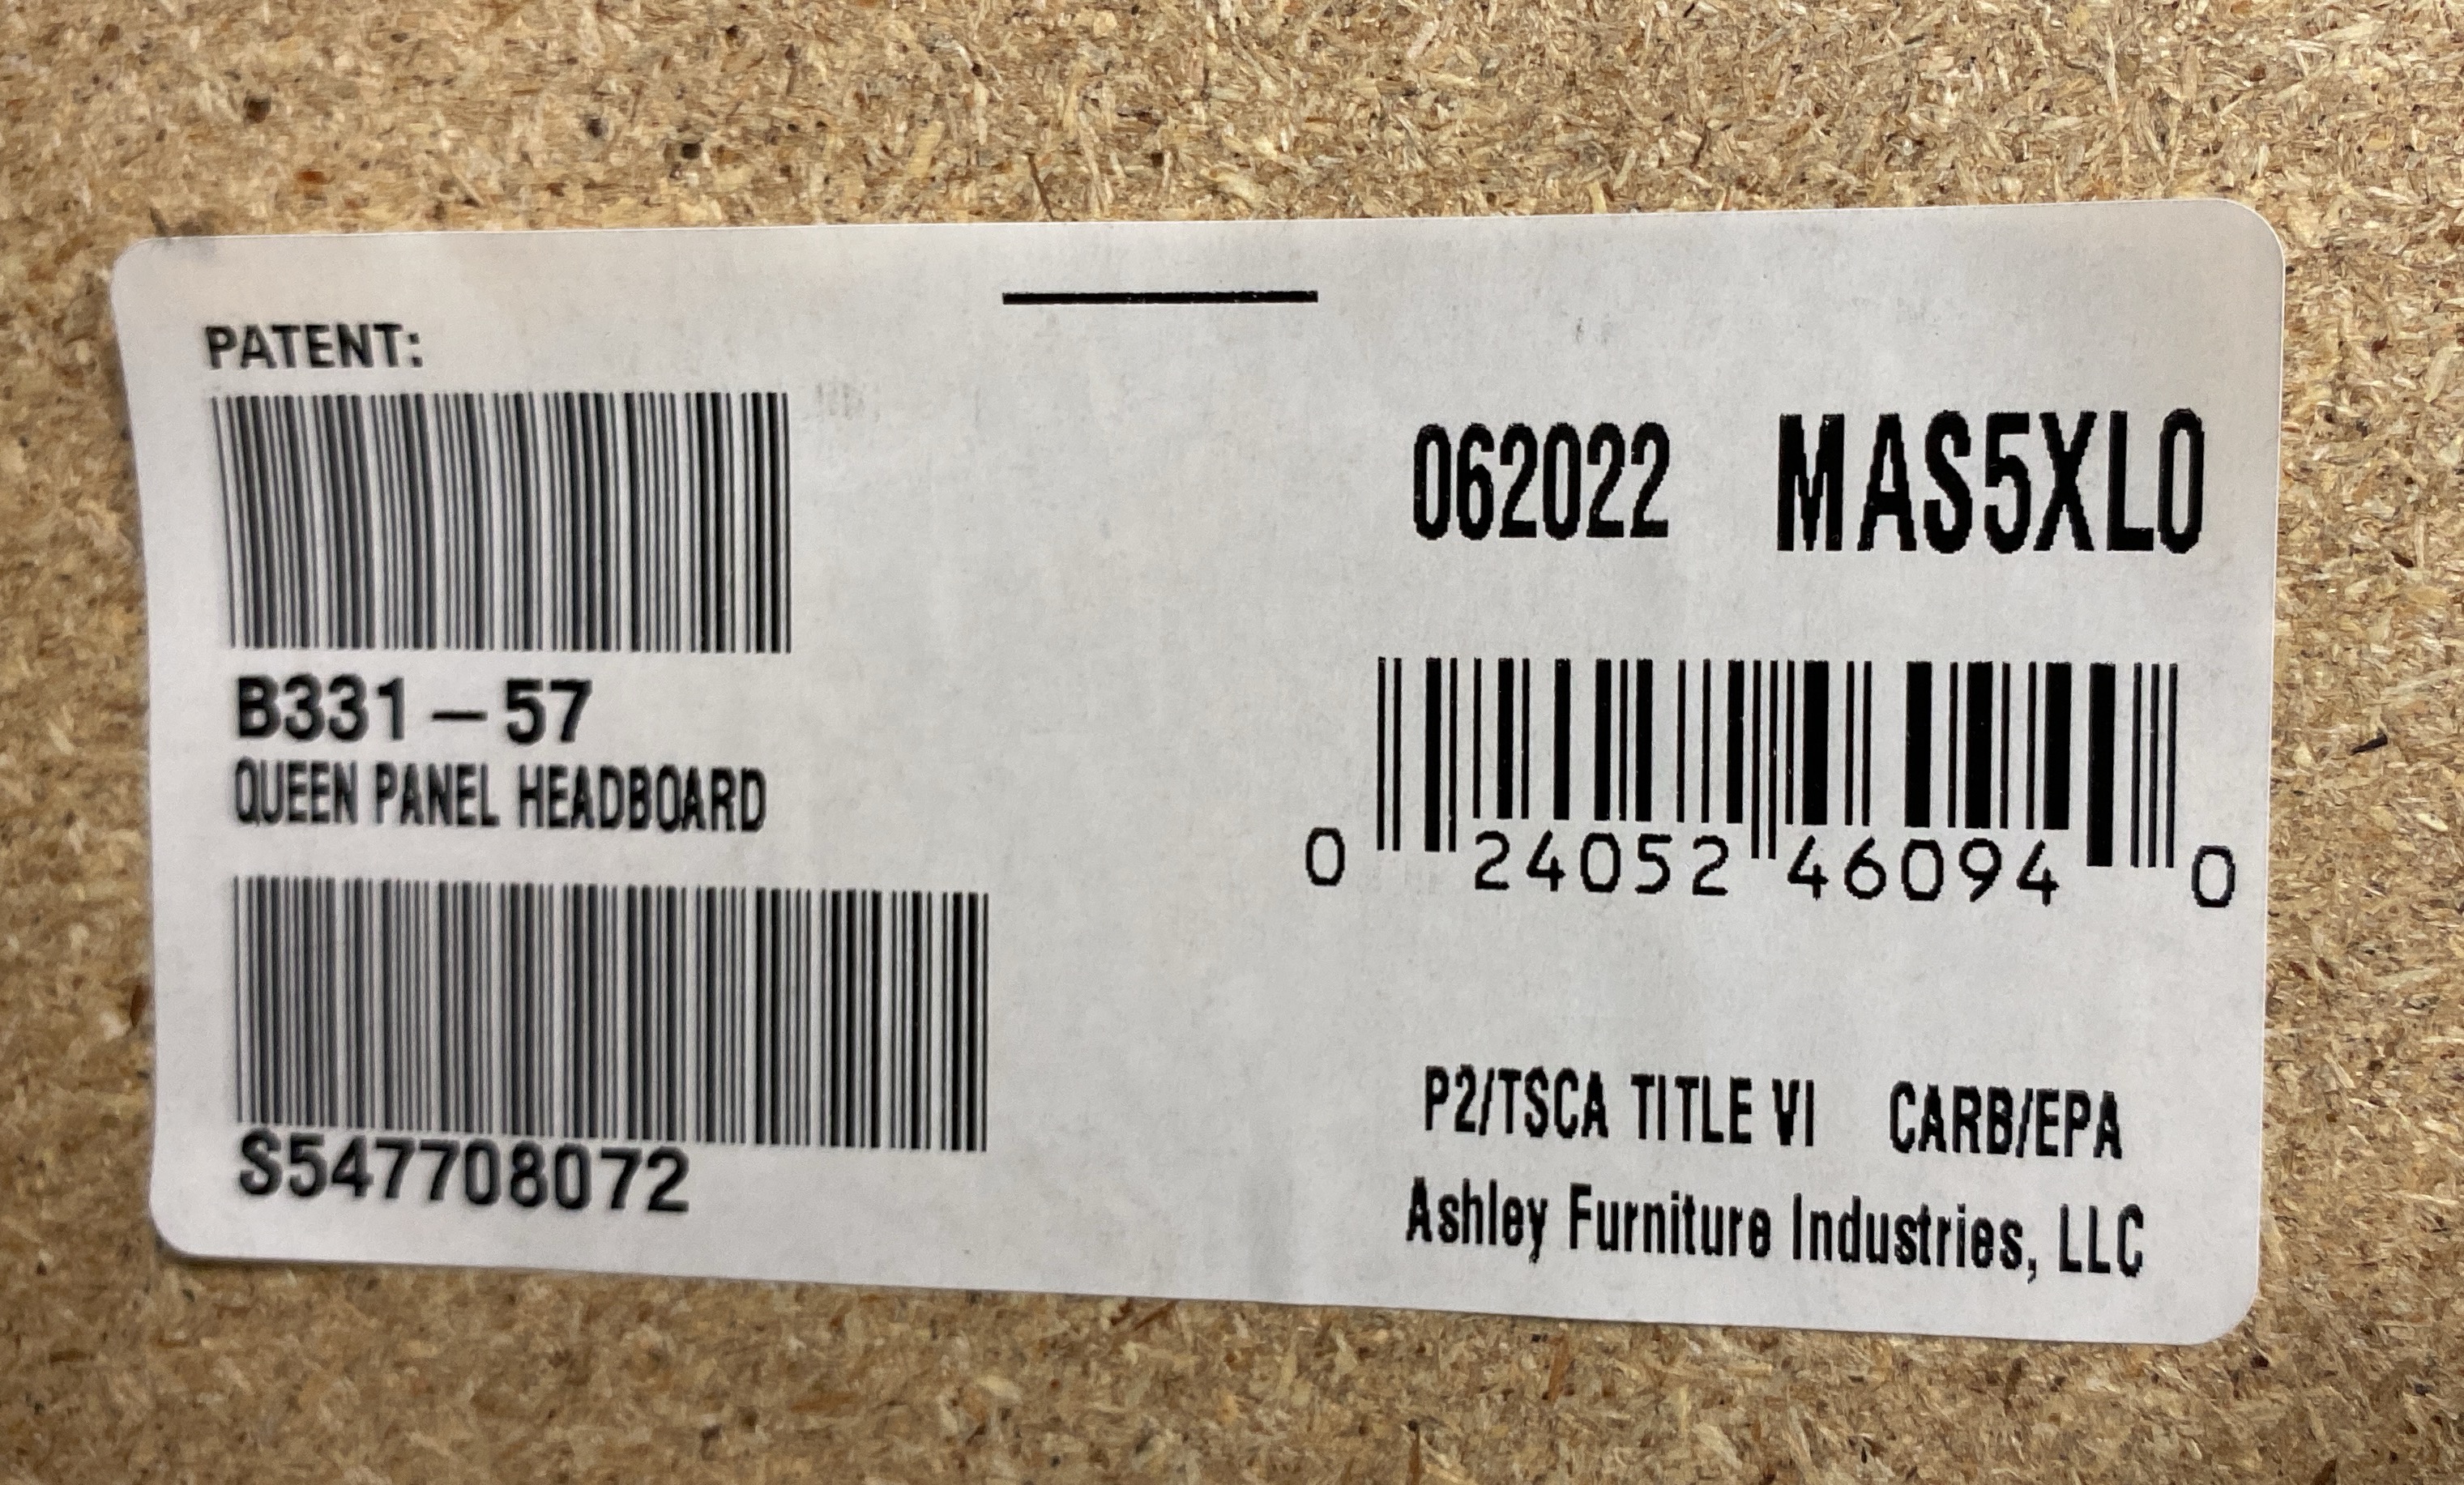 PATENT:
062022 MAS5XL0
B331-57
QUEEN PANEL HEADBOARD
0 24052 46094 0
S547708072
P2/TSCA TITLE VI CARB/EPA
Ashley Furniture Industries, LLC